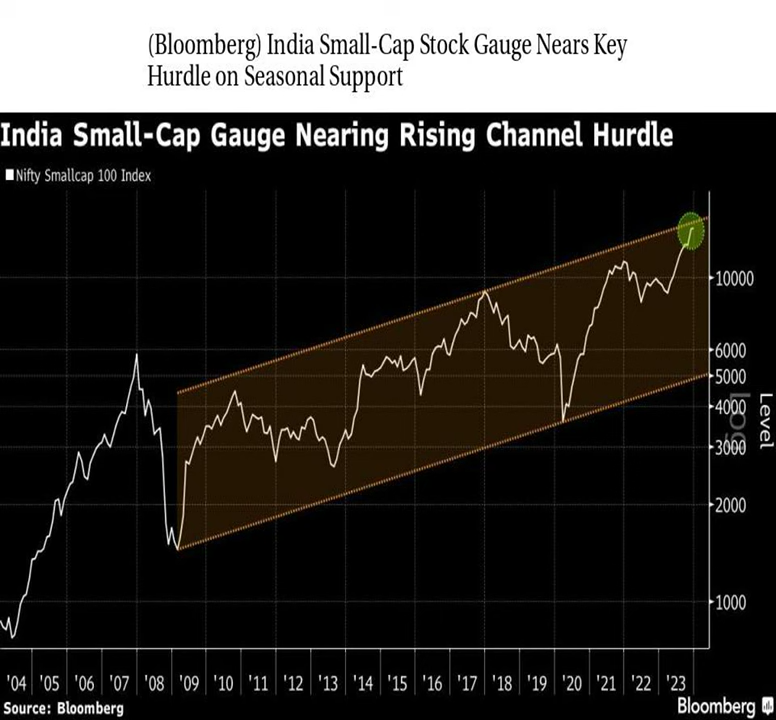 (Bloomberg) India Small-Cap Stock Gauge Nears Key
Hurdle on Seasonal Support
India Small-Cap Gauge Nearing Rising Channel Hurdle
Nifty Smallcap 100 Index
10000
6000
5000
4000
3000
2000
1000
Log
Level
'04 '05 '06 '07 '08 '09 '10 '11 '12 '13 '14 '15 '16 '17 '18 '19 '20 '21 '22 '23
Source: Bloomberg
Bloomberg